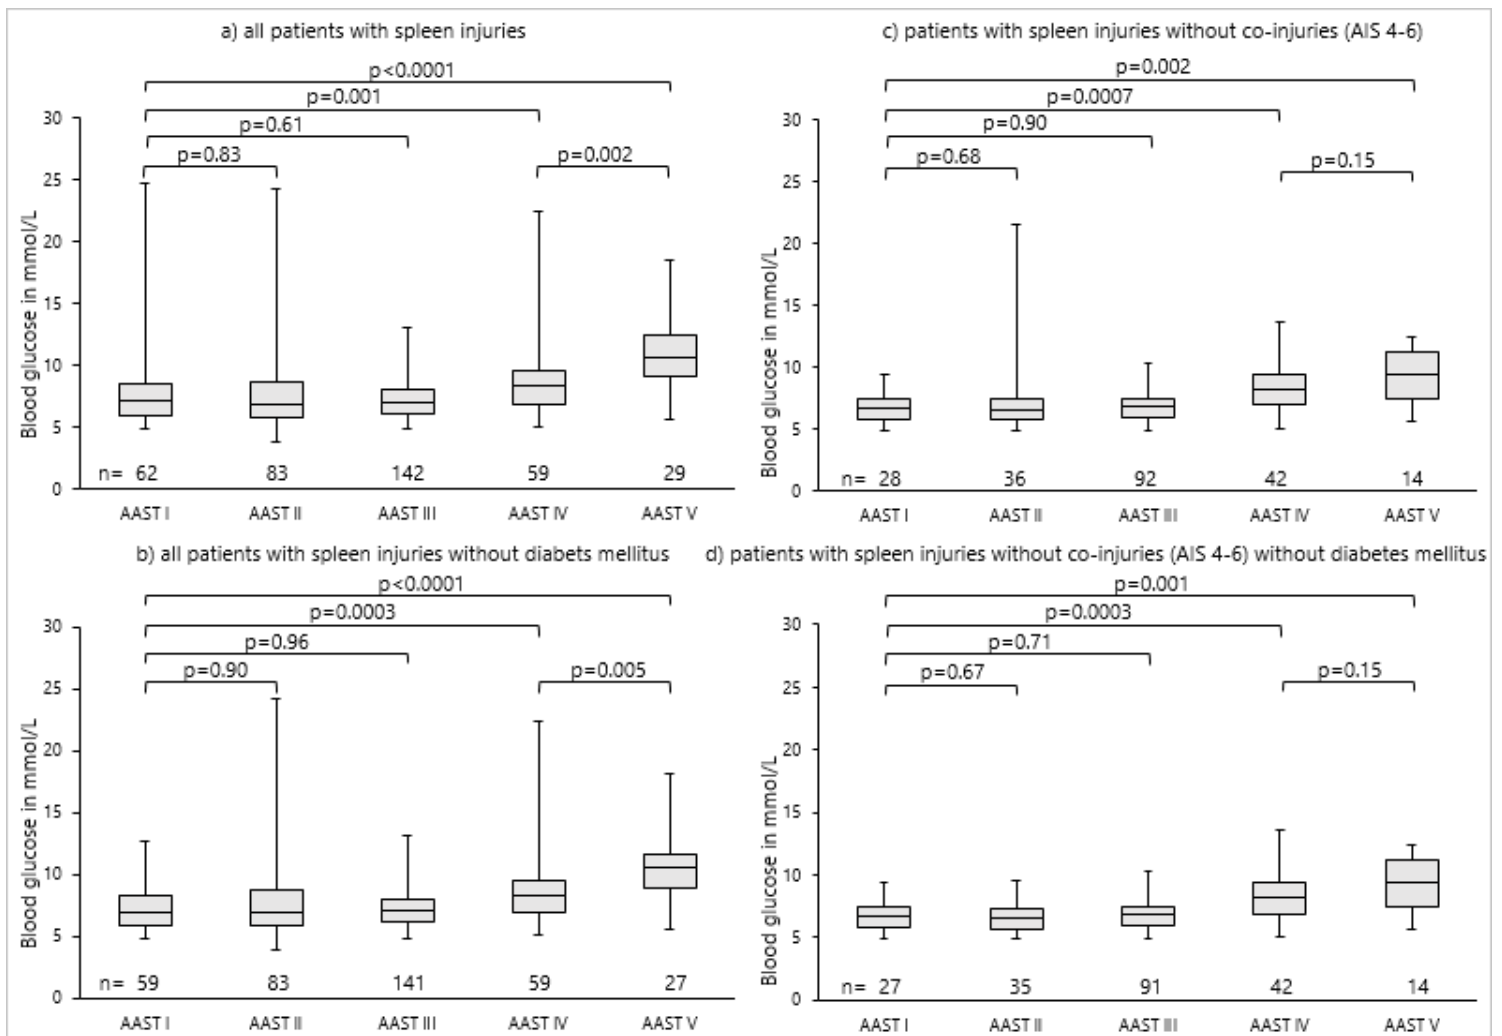 a) all patients with spleen injuries
p<0.0001
p=0.001
p=0.61
p=0.83
p=0.002
Blood glucose in mmol/L
30
25
20
15
10
5
0
n= 62 83 142 59 29
AAST I AAST II AAST III AAST IV AAST V
c) patients with spleen injuries without co-injuries (AIS 4-6)
p=0.002
p=0.0007
p=0.90
p=0.68
p=0.15
Blood glucose in mmol/L
30
25
20
15
10
5
0
n= 28 36 92 42 14
AAST I AAST II AAST III AAST IV AAST V
b) all patients with spleen injuries without diabets mellitus
p<0.0001
p=0.0003
p=0.96
p=0.90
p=0.005
Blood glucose in mmol/L
30
25
20
15
10
5
0
n= 59 83 141 59 27
AAST I AAST II AAST III AAST IV AAST V
d) patients with spleen injuries without co-injuries (AIS 4-6) without diabetes mellitus
p=0.001
p=0.0003
p=0.71
p=0.67
p=0.15
Blood glucose in mmol/L
30
25
20
15
10
5
0
n= 27 35 91 42 14
AAST I AAST II AAST III AAST IV AAST V